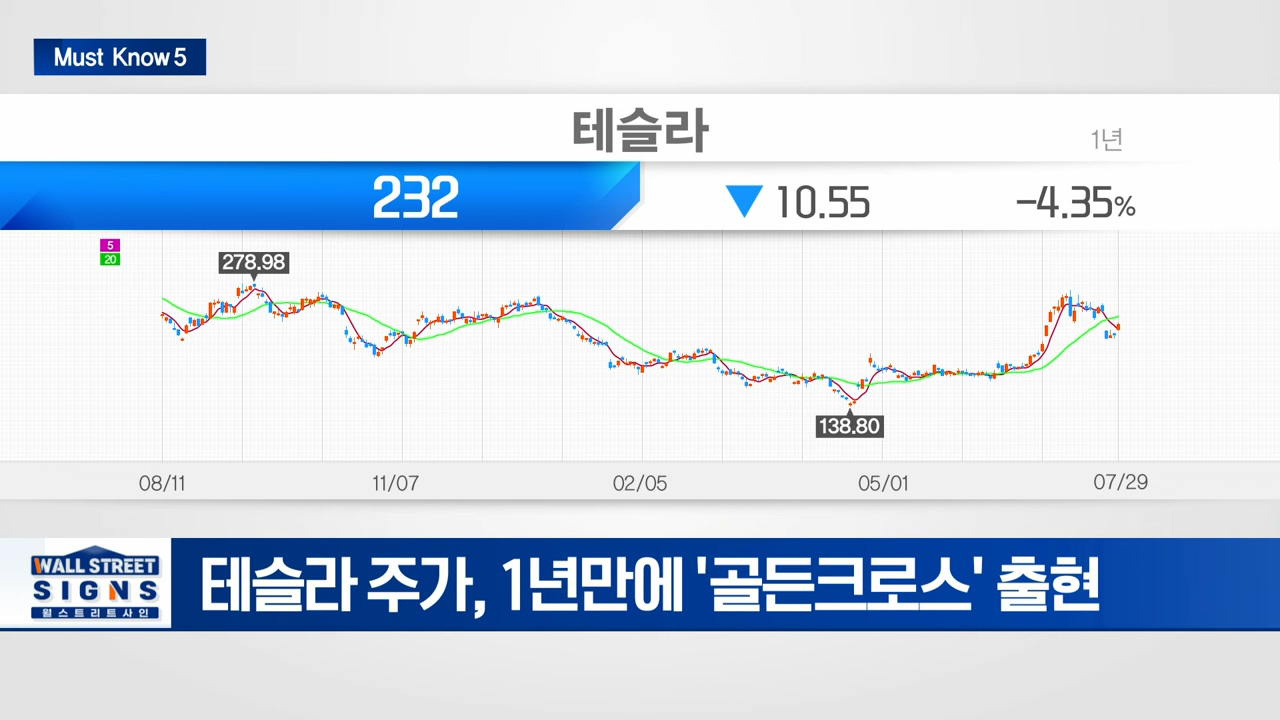 Must Know 5
테슬라
1년
232
▼ 10.55
-4.35%
5
20
278.98
138.80
08/11
11/07
02/05
05/01
07/29
WALL STREET
SIGNS
월스트리트사인
테슬라 주가, 1년만에 '골든크로스' 출현